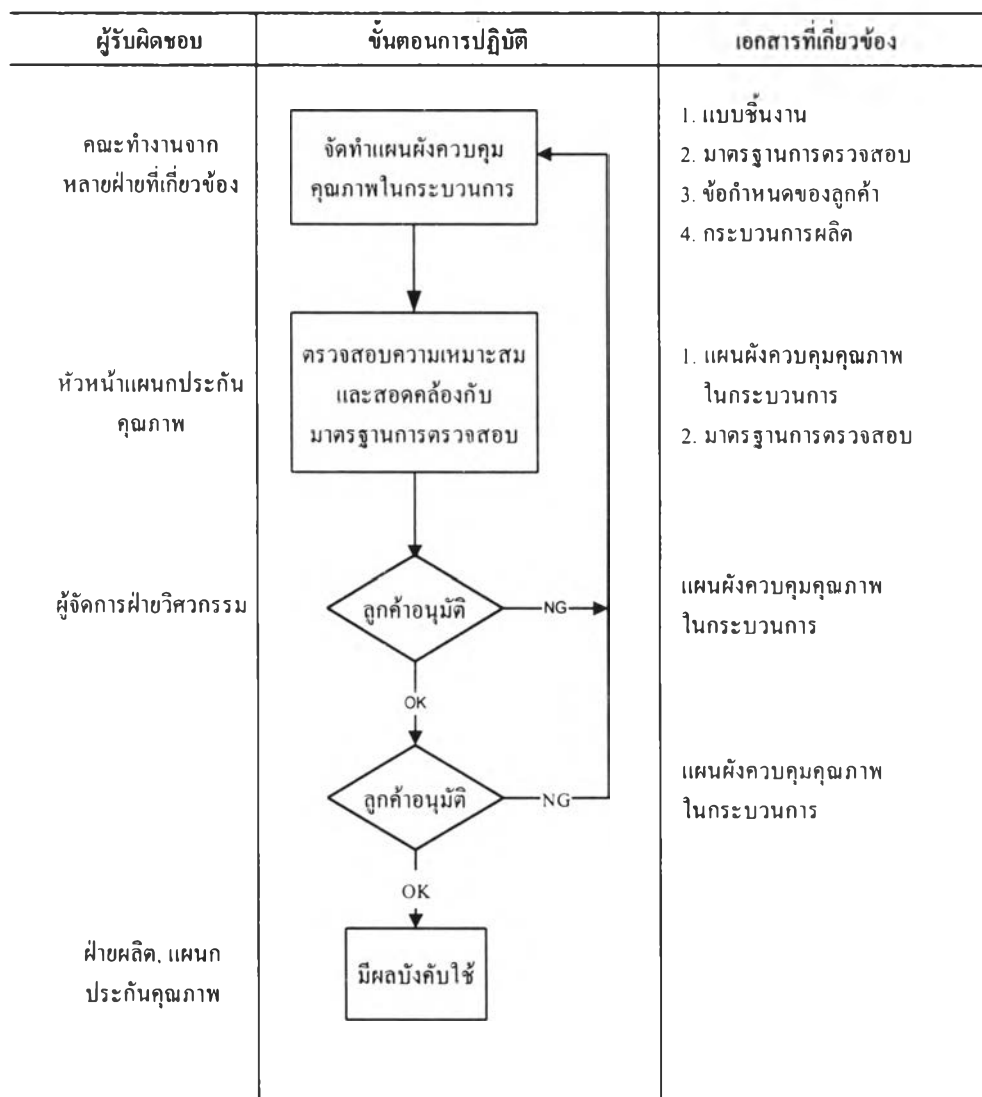 ผู้รับผิดชอบ
ขั้นตอนการปฏิบัติ
เอกสารที่เกี่ยวข้อง
คณะทำงานจาก
หลายฝ่ายที่เกี่ยวข้อง
จัดทำแผนผังควบคุม
คุณภาพในกระบวนการ
1. แบบชิ้นงาน
2. มาตรฐานการตรวจสอบ
3. ข้อกำหนดของลูกค้า
4. กระบวนการผลิต
หัวหน้าแผนกประกัน
คุณภาพ
ตรวจสอบความเหมาะสม
และสอดคล้องกับ
มาตรฐานการตรวจสอบ
1. แผนผังควบคุมคุณภาพ
ในกระบวนการ
2. มาตรฐานการตรวจสอบ
ผู้จัดการฝ่ายวิศวกรรม
ลูกค้าอนุมัติ
NG
แผนผังควบคุมคุณภาพ
ในกระบวนการ
OK
ลูกค้าอนุมัติ
NG
แผนผังควบคุมคุณภาพ
ในกระบวนการ
OK
ฝ่ายผลิต, แผนก
ประกันคุณภาพ
มีผลบังคับใช้